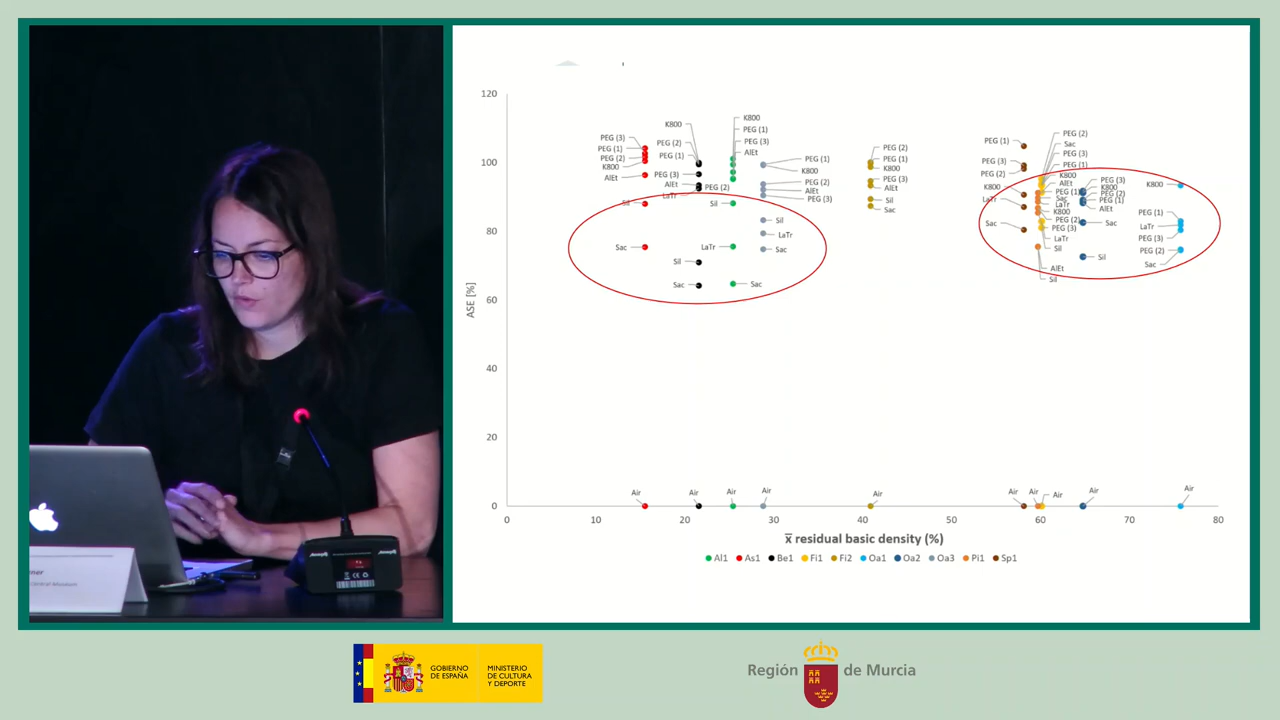 120
100
80
60
40
20
0
ASE [%]
PEG (3)
PEG (1)
PEG (2)
K800
AlEt
Sil
Sac
K800
PEG (2)
PEG (1)
PEG (3)
AlEt
LaTr
PEG (2)
Sil
Sac
K800
PEG (1)
PEG (3)
AlEt
Sil
LaTr
Sac
PEG (1)
K800
PEG (2)
AlEt
PEG (3)
Sil
LaTr
Sac
PEG (2)
PEG (1)
K800
PEG (3)
AlEt
Sil
Sac
PEG (1)
PEG (3)
PEG (2)
K800
LaTr
Sac
PEG (2)
Sac
PEG (3)
PEG (1)
K800
AlEt
PEG (1)
Sac
LaTr
K800
PEG (2)
PEG (3)
LaTr
Sil
AlEt
Sil
PEG (3)
K800
PEG (2)
PEG (1)
AlEt
Sac
Sil
K800
PEG (1)
LaTr
PEG (3)
PEG (2)
Sac
Air Air Air Air Air Air Air Air Air Air
0 10 20 30 40 50 60 70 80
x̅ residual basic density (%)
Al1 As1 Be1 Fi1 Fi2 Oa1 Oa2 Oa3 Pi1 Sp1
ner
Central Museum
GOBIERNO
DE ESPAÑA
MINISTERIO
DE CULTURA
Y DEPORTE
Región de Murcia